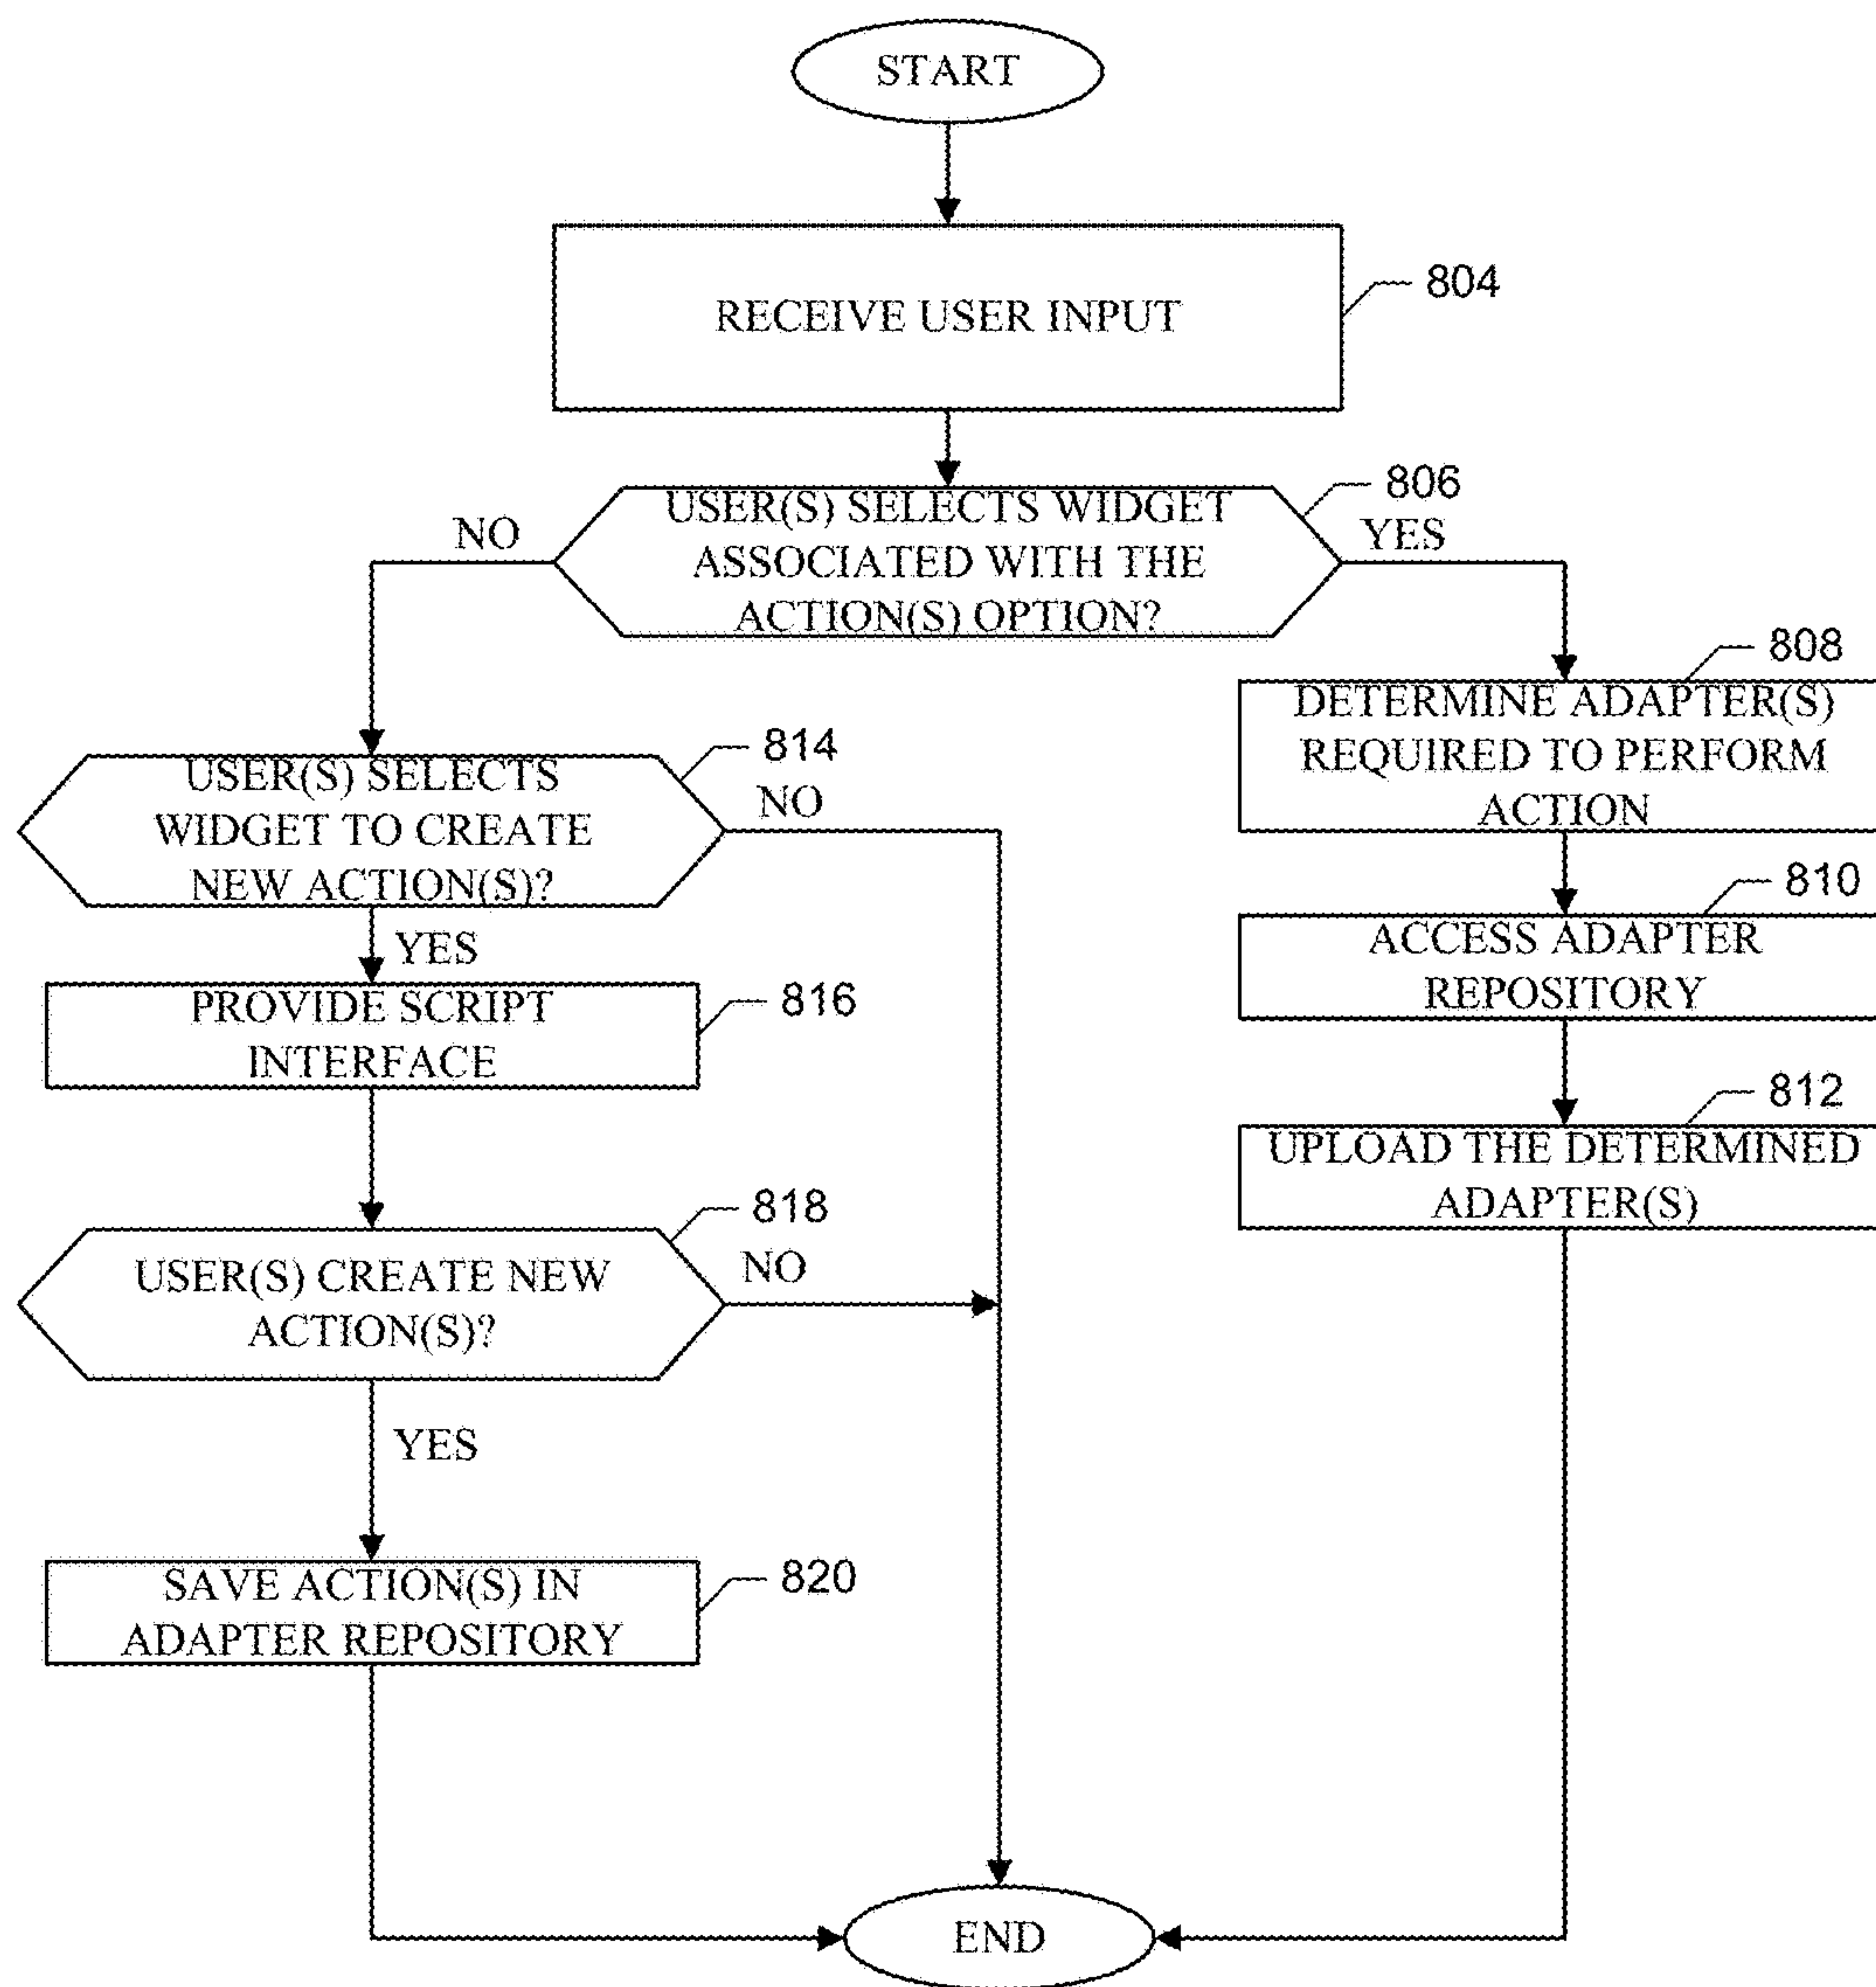 START
RECEIVE USER INPUT
804
USER(S) SELECTS WIDGET
ASSOCIATED WITH THE
ACTION(S) OPTION?
806
NO
YES
808
DETERMINE ADAPTER(S)
REQUIRED TO PERFORM
ACTION
810
ACCESS ADAPTER
REPOSITORY
812
UPLOAD THE DETERMINED
ADAPTER(S)
USER(S) SELECTS
WIDGET TO CREATE
NEW ACTION(S)?
814
NO
YES
PROVIDE SCRIPT
INTERFACE
816
USER(S) CREATE NEW
ACTION(S)?
818
NO
YES
SAVE ACTION(S) IN
ADAPTER REPOSITORY
820
END